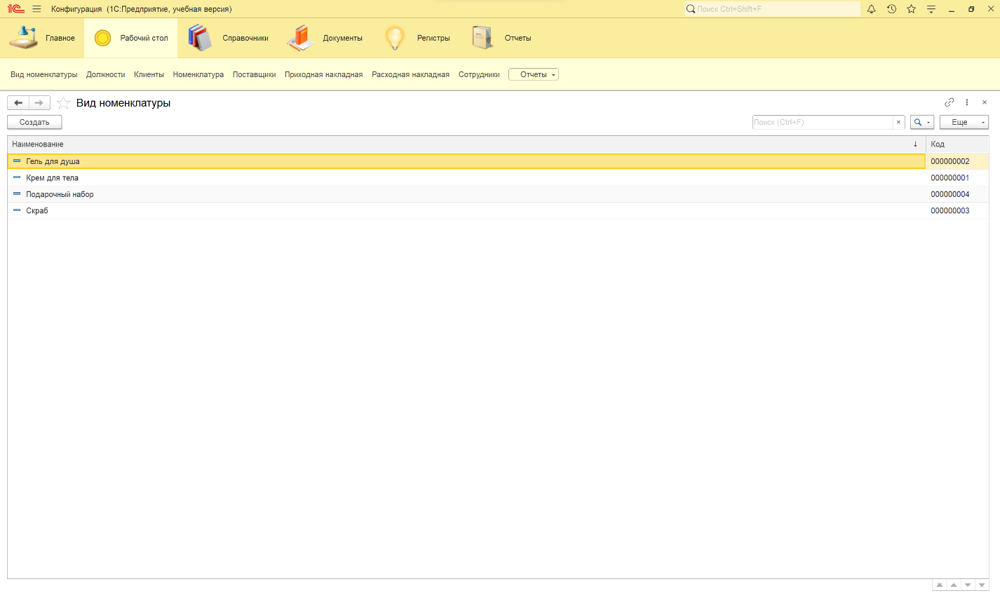 1С Конфигурация (1С:Предприятие, учебная версия) Поиск Ctrl+Shift+F
Главное Рабочий стол Справочники Документы Регистры Отчеты
Вид номенклатуры Должности Клиенты Номенклатура Поставщики Приходная накладная Расходная накладная Сотрудники Отчеты
Вид номенклатуры
Создать Поиск (Ctrl+F) × Еще
Наименование ↓ Код
Гель для душа 000000002
Крем для тела 000000001
Подарочный набор 000000004
Скраб 000000003